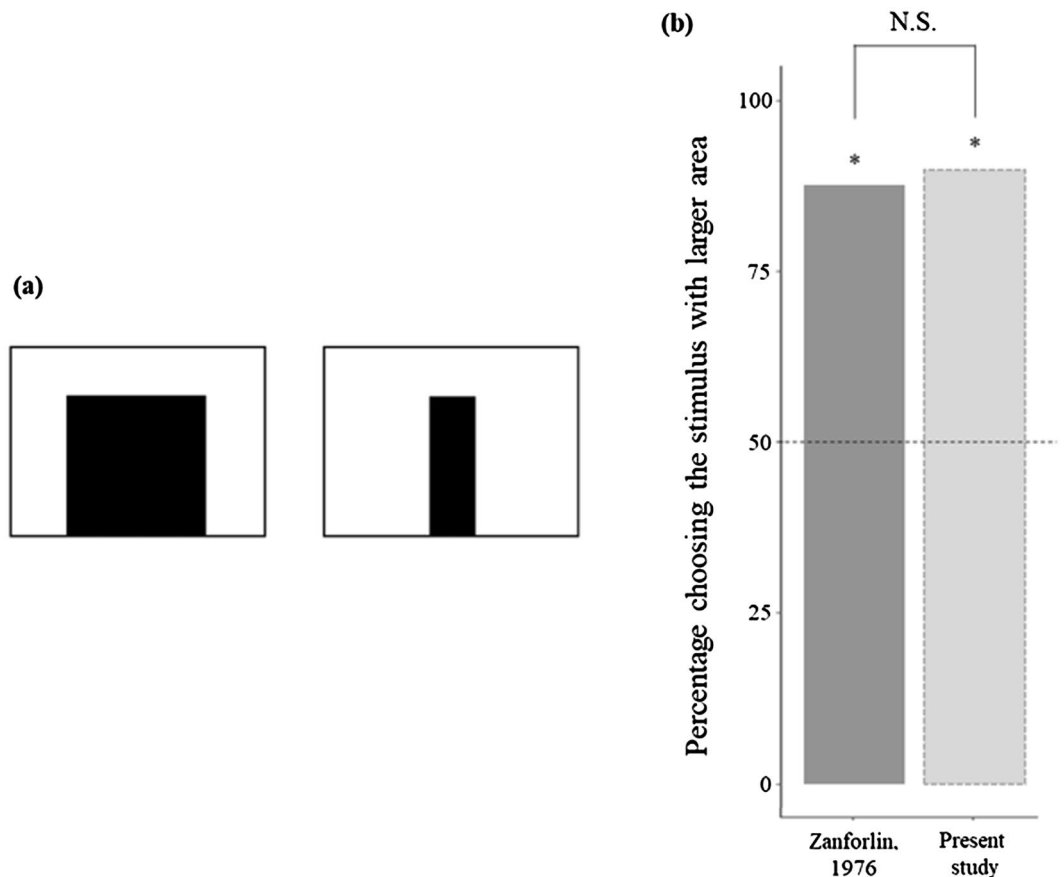 (a)
(b)
N.S.
Percentage choosing the stimulus with larger area
100
75
50
25
0
*
*
Zanforlin,
1976
Present
study